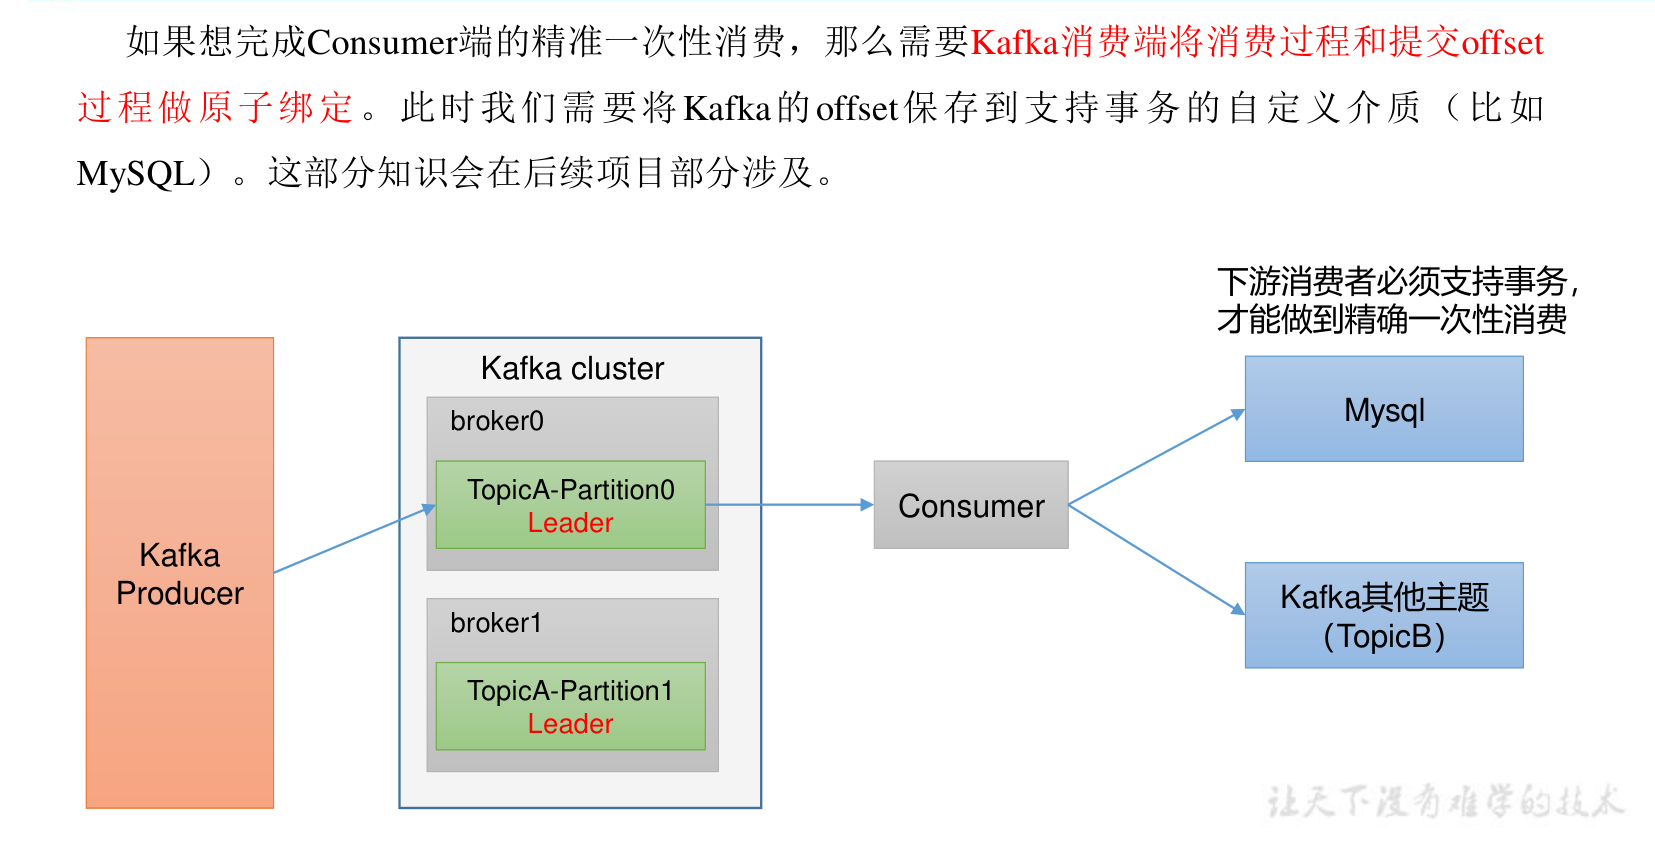 如果想完成Consumer端的精准一次性消费，那么需要Kafka消费端将消费过程和提交offset
过程做原子绑定。此时我们需要将Kafka的offset保存到支持事务的自定义介质（比如
MySQL）。这部分知识会在后续项目部分涉及。
下游消费者必须支持事务，
才能做到精确一次性消费
Kafka cluster
broker0
TopicA-Partition0
Leader
broker1
TopicA-Partition1
Leader
Kafka
Producer
Consumer
Mysql
Kafka其他主题
（TopicB）
让天下没有难学的技术